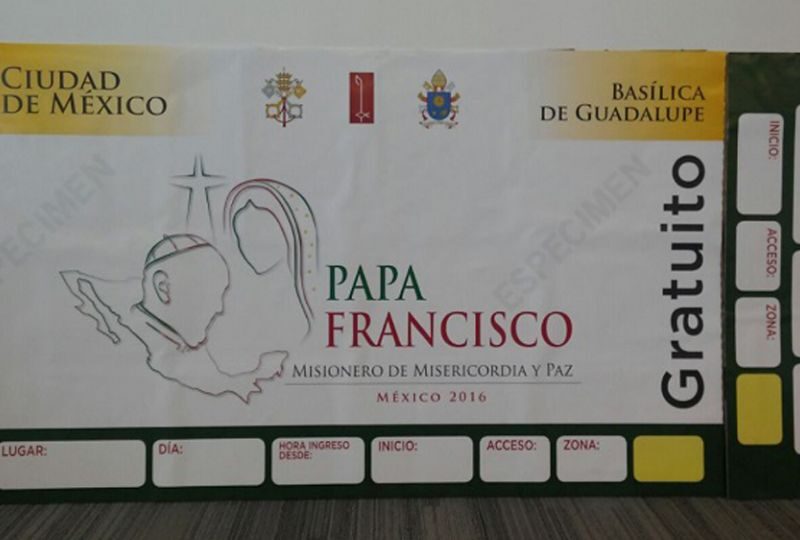 CIUDAD
DE MÉXICO
BASÍLICA
DE GUADALUPE
ESPECIMEN
PAPA
FRANCISCO
MISIONERO DE MISERICORDIA Y PAZ
MÉXICO 2016
Gratuito
LUGAR:
DÍA:
HORA INGRESO
DESDE:
INICIO:
ACCESO:
ZONA:
INICIO:
ACCESO:
ZONA: